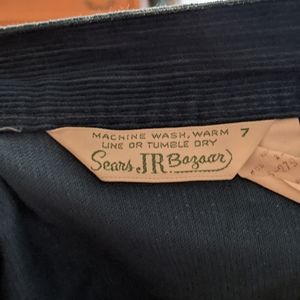 MACHINE WASH, WARM 7
LINE OR TUMBLE DRY
Sears JR Bazaar